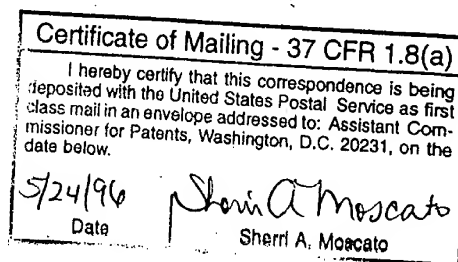 Certificate of Mailing - 37 CFR 1.8(a)
I hereby certify that this correspondence is being
deposited with the United States Postal Service as first
class mail in an envelope addressed to: Assistant Com-
missioner for Patents, Washington, D.C. 20231, on the
date below.
5/24/96 Sherri A Moscato
Date Sherri A. Moscato